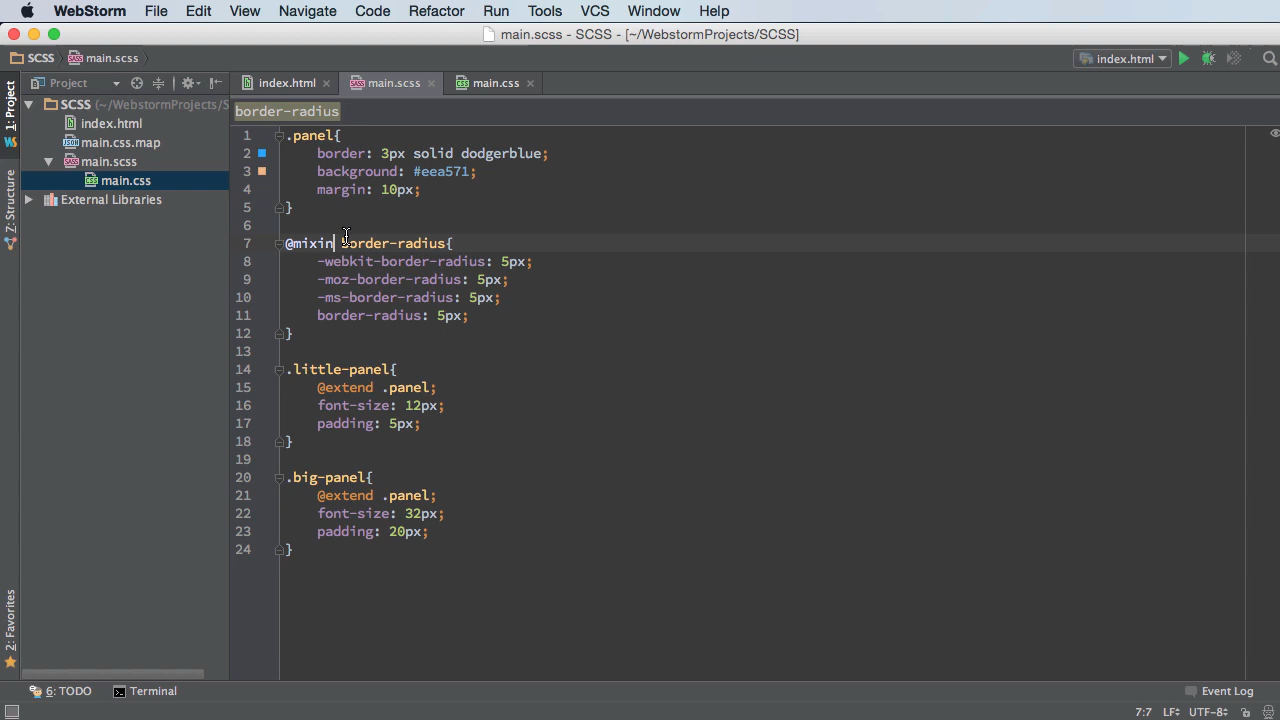 WebStorm File Edit View Navigate Code Refactor Run Tools VCS Window Help
main.scss - SCSS - [~/WebstormProjects/SCSS]
SCSS main.scss index.html
1: Project
Z: Structure
2: Favorites
Project
SCSS (~/WebstormProjects/S
index.html
main.css.map
main.scss
main.css
External Libraries
index.html main.scss main.css
border-radius
1 .panel{
2 border: 3px solid dodgerblue;
3 background: #eea571;
4 margin: 10px;
5 }
6
7 @mixin border-radius{
8 -webkit-border-radius: 5px;
9 -moz-border-radius: 5px;
10 -ms-border-radius: 5px;
11 border-radius: 5px;
12 }
13
14 .little-panel{
15 @extend .panel;
16 font-size: 12px;
17 padding: 5px;
18 }
19
20 .big-panel{
21 @extend .panel;
22 font-size: 32px;
23 padding: 20px;
24 }
6: TODO Terminal Event Log
7:7 LF UTF-8